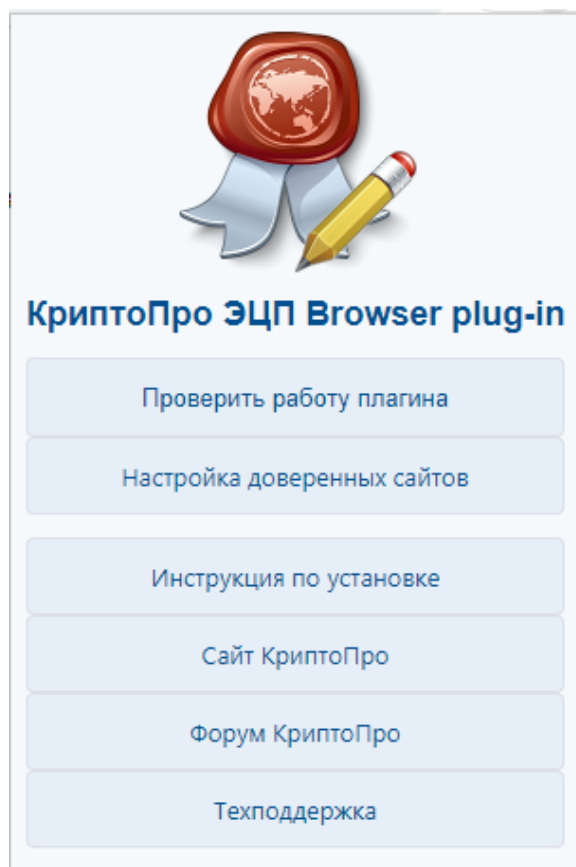 КриптоПро ЭЦП Browser plug-in
Проверить работу плагина
Настройка доверенных сайтов
Инструкция по установке
Сайт КриптоПро
Форум КриптоПро
Техподдержка